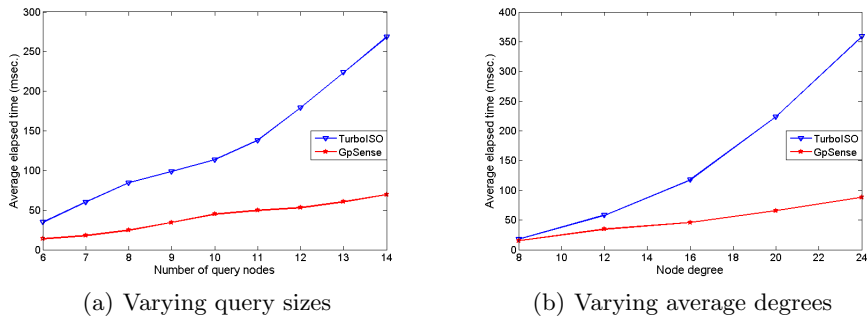 300
250
200
150
100
50
0
6 7 8 9 10 11 12 13 14
Average elapsed time (msec.)
Number of query nodes
TurboISO
GpSense
(a) Varying query sizes
400
350
300
250
200
150
100
50
0
8 10 12 14 16 18 20 22 24
Average elapsed time (msec.)
Node degree
TurboISO
GpSense
(b) Varying average degrees